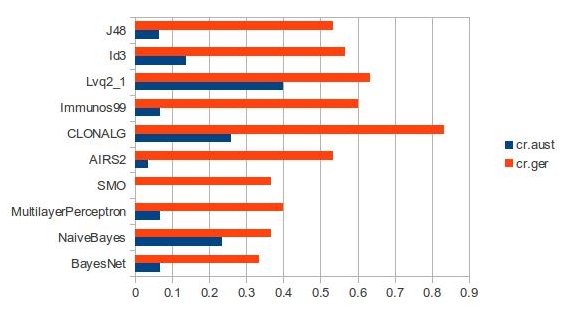 J48
Id3
Lvq2_1
Immunos99
CLONALG
AIRS2
SMO
MultilayerPerceptron
NaiveBayes
BayesNet
0 0.1 0.2 0.3 0.4 0.5 0.6 0.7 0.8 0.9
cr.aust
cr.ger